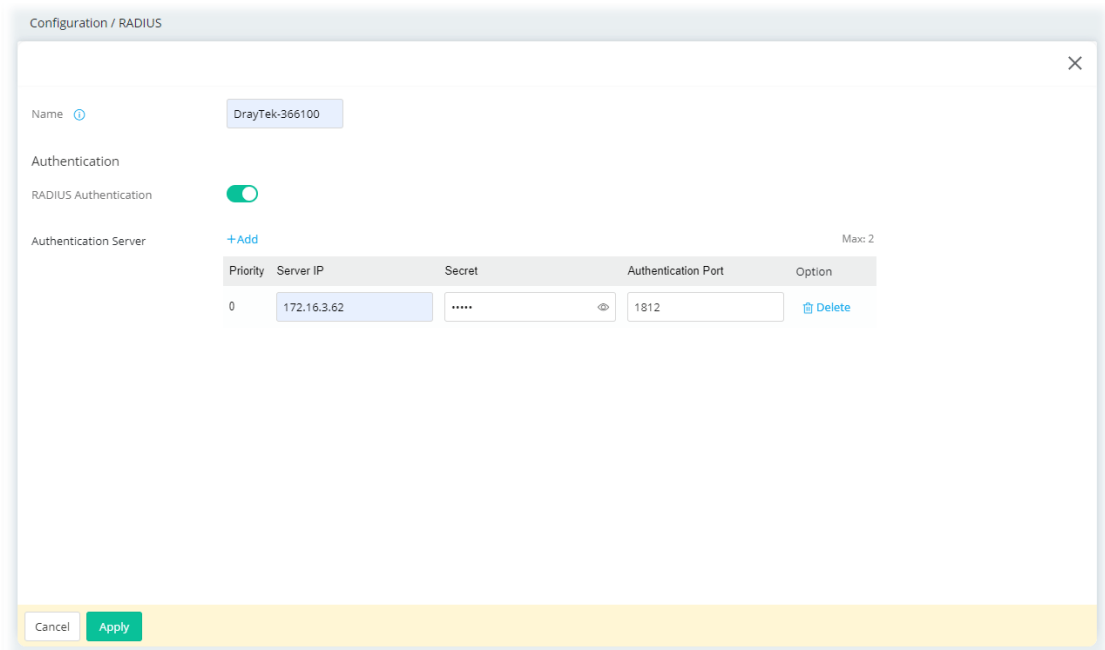 Configuration / RADIUS
Name
DrayTek-366100
Authentication
RADIUS Authentication
Authentication Server
+Add
Max: 2
Priority Server IP Secret Authentication Port Option
0 172.16.3.62 ••••• 1812 Delete
Cancel Apply